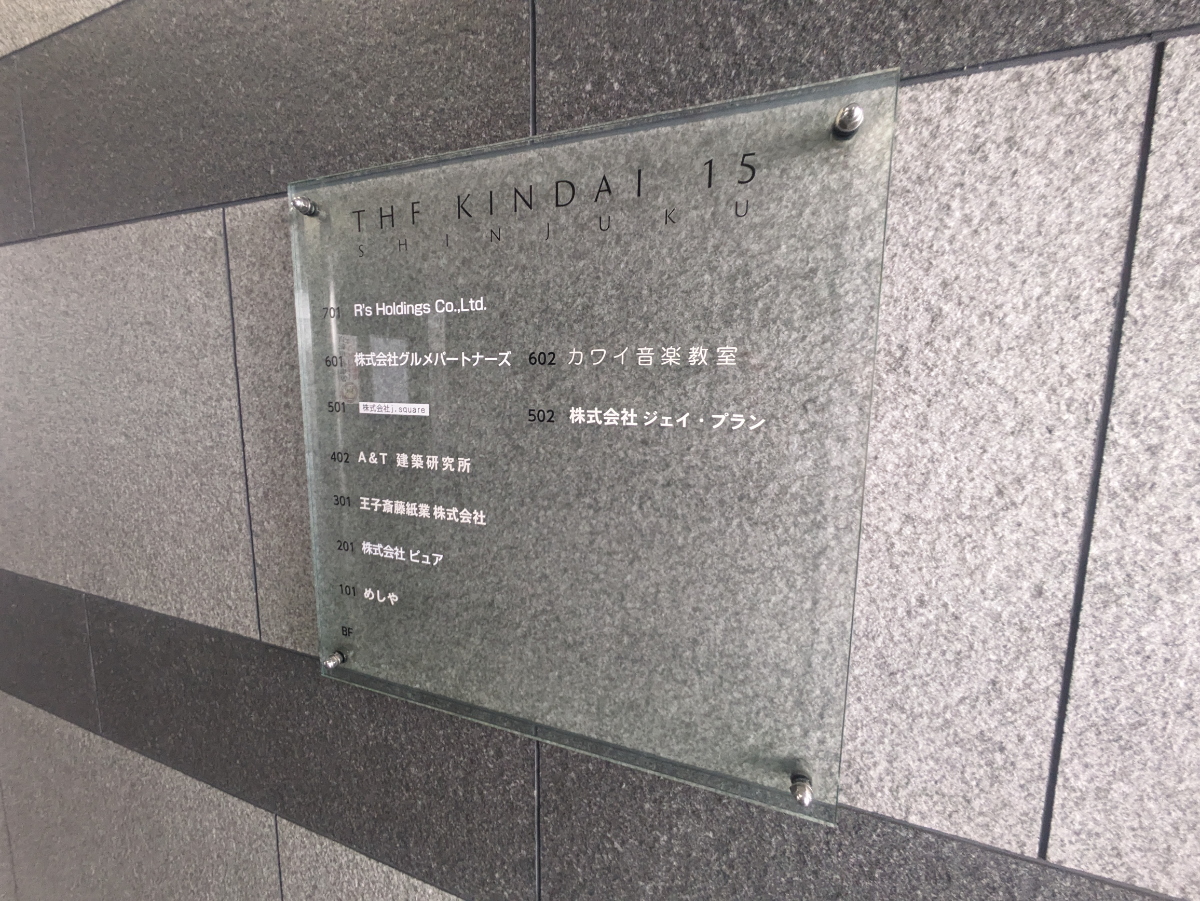 THE KINDAI 15
SHINJUKU
701 R's Holdings Co.,Ltd.
601 株式会社グルメパートナーズ 602 カワイ音楽教室
501 株式会社j.square 502 株式会社 ジェイ・プラン
402 A&T 建築研究所
301 王子斎藤紙業 株式会社
201 株式会社 ピュア
101 めしや
BF